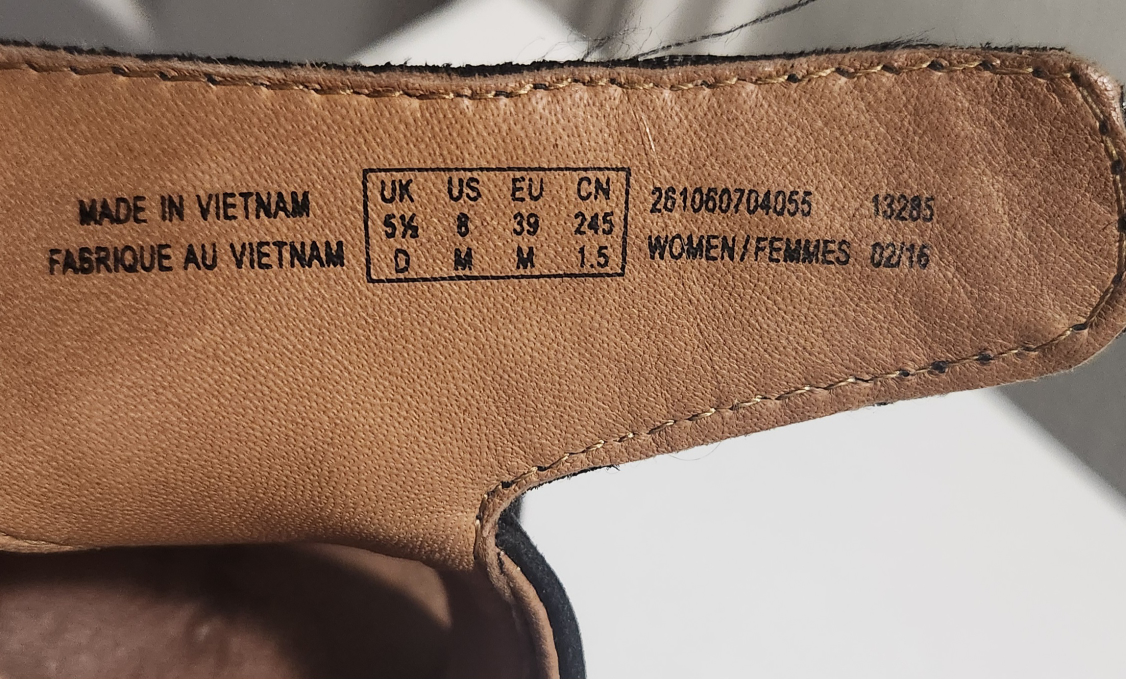 MADE IN VIETNAM
FABRIQUE AU VIETNAM
UK US EU CN
5½ 8 39 245
D M M 1.5
261060704055 13285
WOMEN/FEMMES 02/16